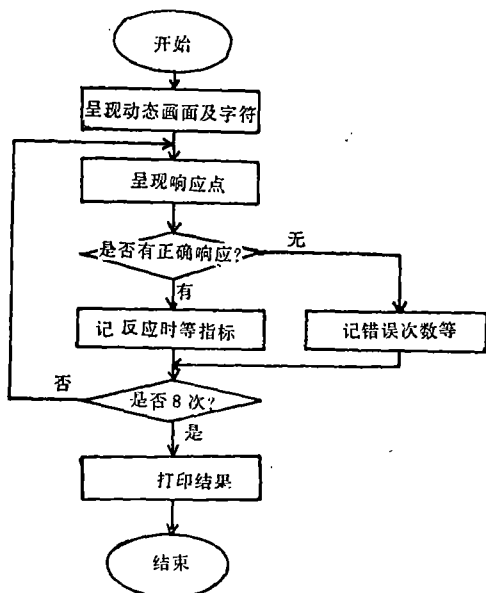 开始
呈现动态画面及字符
呈现响应点
是否有正确响应?
无
有
记反应时等指标
记错误次数等
否
是否8次?
是
打印结果
结束